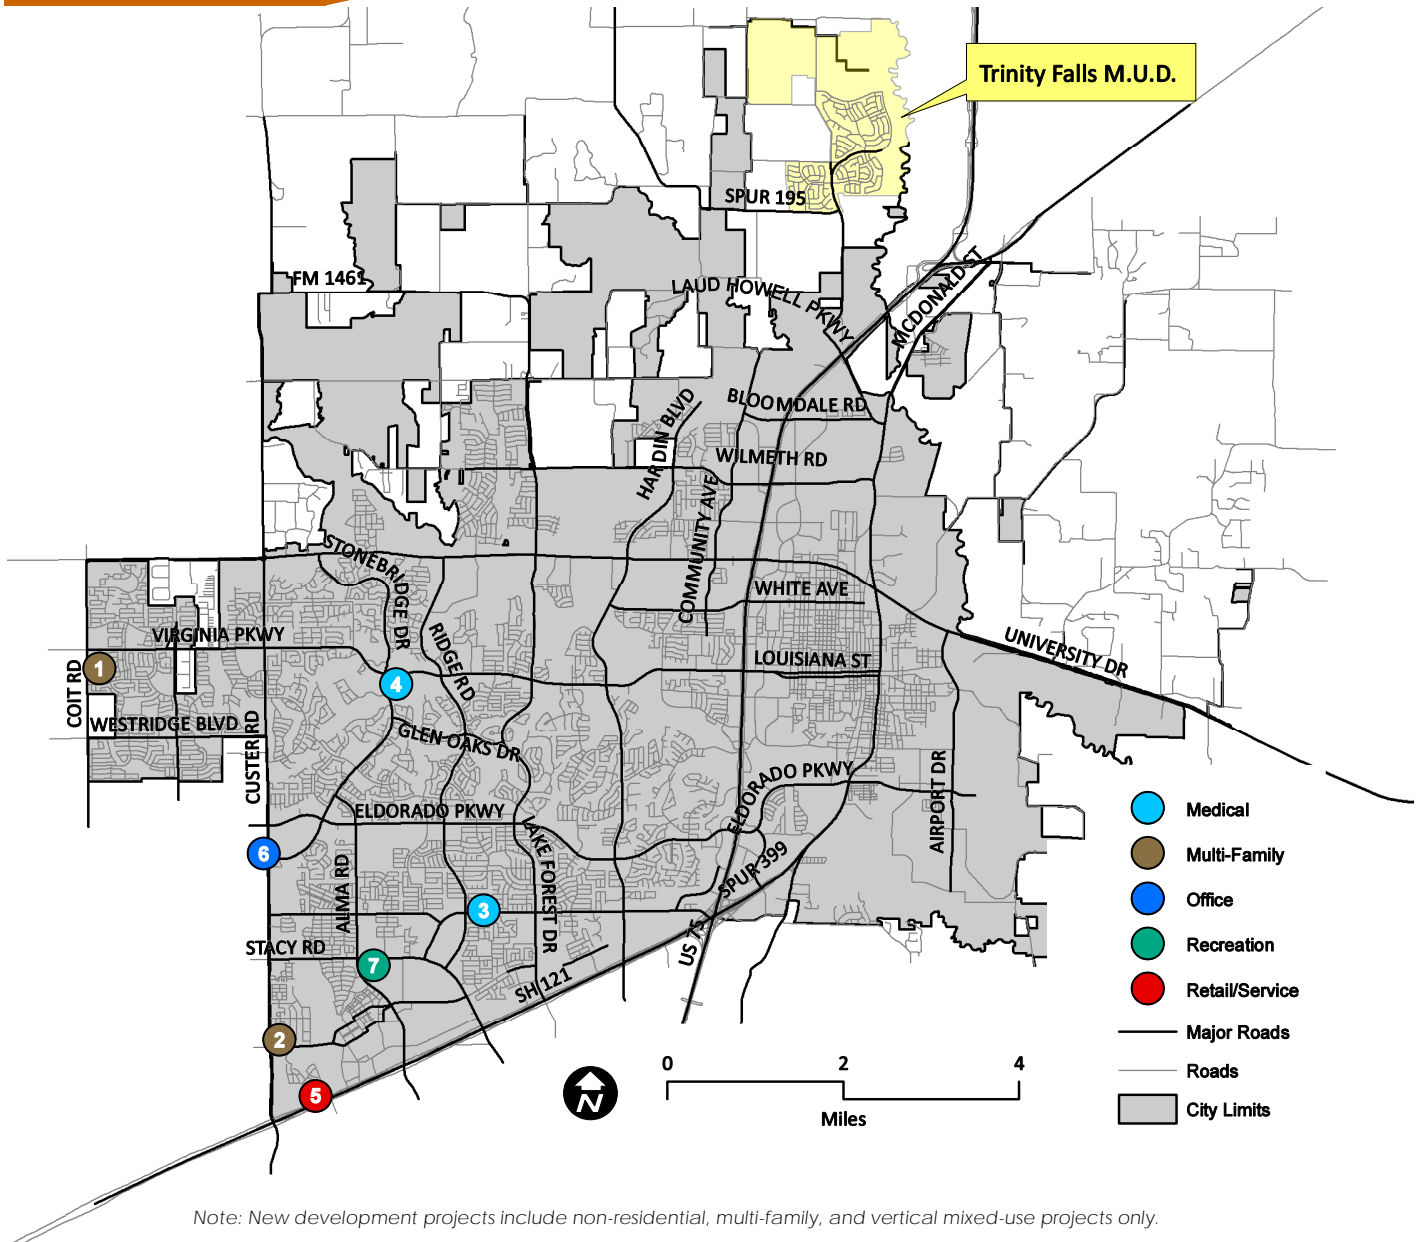 Trinity Falls M.U.D.
SPUR 195
FM 1461
LAUD HOWELL PKWY
MCDONALD ST
HARDIN BLVD
BLOOMDALE RD
WILMETH RD
COMMUNITY AVE
STONEBRIDGE DR
WHITE AVE
VIRGINIA PKWY
RIDGE RD
UNIVERSITY DR
LOUISIANA ST
COIT RD
1
4
WESTRIDGE BLVD
CUSTER RD
GLEN OAKS DR
ELDORADO PKWY
AIRPORT DR
ELDORADO PKWY
6
ALMA RD
LAKE FOREST DR
SPUR 399
3
STACY RD
7
US 75
SH 121
2
5
Medical
Multi-Family
Office
Recreation
Retail/Service
Major Roads
Roads
City Limits
N
0 2 4
Miles
Note: New development projects include non-residential, multi-family, and vertical mixed-use projects only.